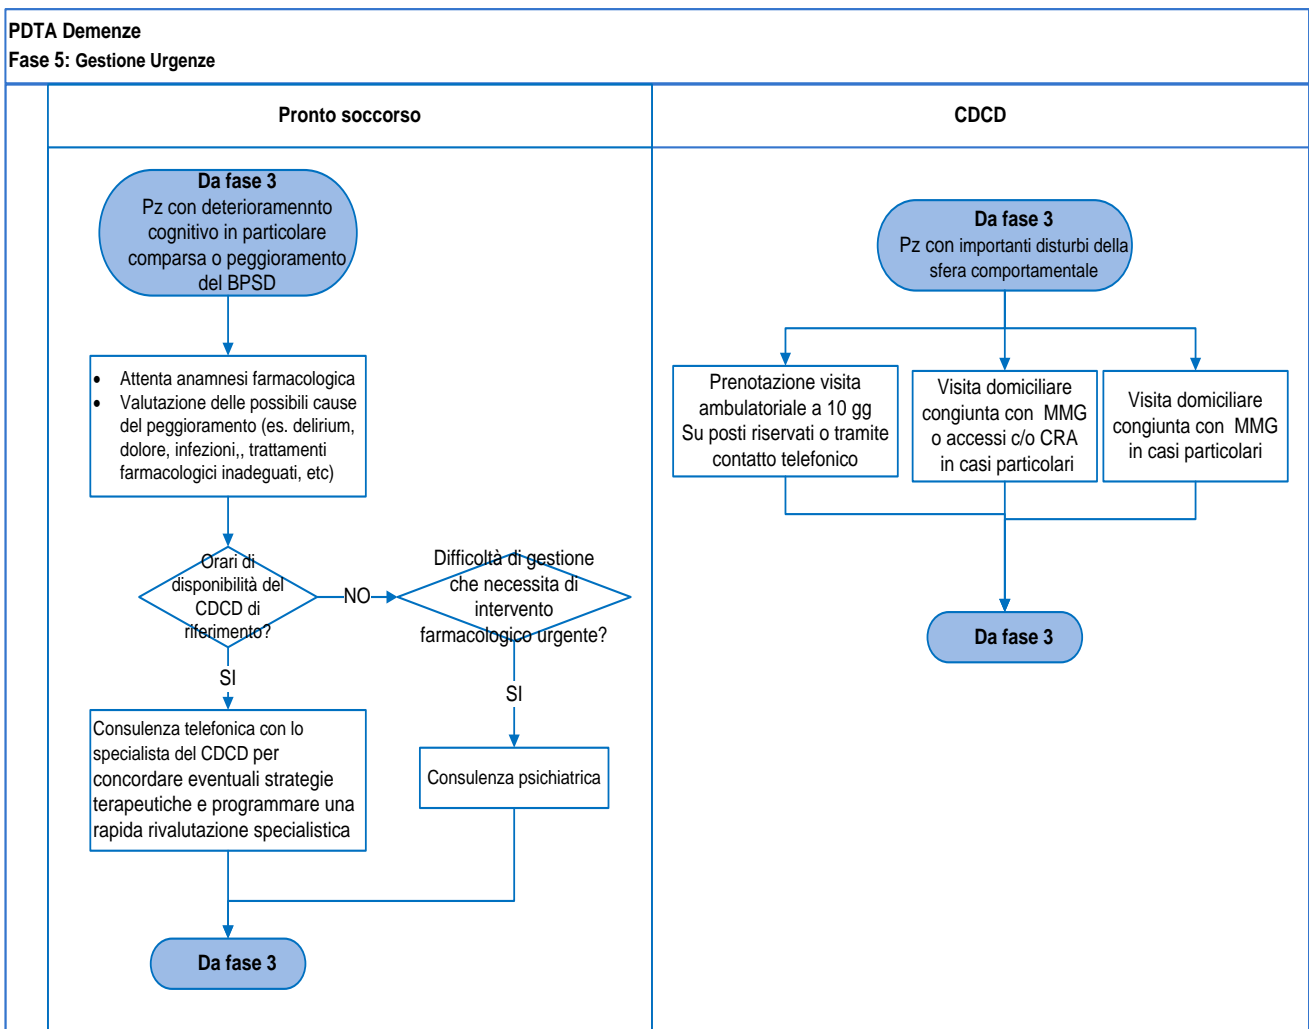 PDTA Demenze
Fase 5: Gestione Urgenze
Pronto soccorso
CDCD
Da fase 3
Pz con deterioramennto
cognitivo in particolare
comparsa o peggioramento
del BPSD
• Attenta anamnesi farmacologica
• Valutazione delle possibili cause
del peggioramento (es. delirium,
dolore, infezioni,, trattamenti
farmacologici inadeguati, etc)
Orari di
disponibilità del
CDCD di
riferimento?
NO
Difficoltà di gestione
che necessita di
intervento
farmacologico urgente?
SI
SI
Consulenza telefonica con lo
specialista del CDCD per
concordare eventuali strategie
terapeutiche e programmare una
rapida rivalutazione specialistica
Consulenza psichiatrica
Da fase 3
Da fase 3
Pz con importanti disturbi della
sfera comportamentale
Prenotazione visita
ambulatoriale a 10 gg
Su posti riservati o tramite
contatto telefonico
Visita domiciliare
congiunta con MMG
o accessi c/o CRA
in casi particolari
Visita domiciliare
congiunta con MMG
in casi particolari
Da fase 3